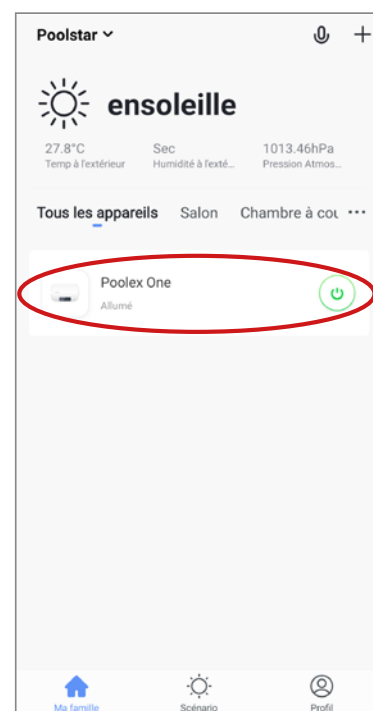 Poolstar
ensoleille
27.8°C Sec 1013.46hPa
Temp à l'extérieur Humidité à l'exté... Pression Atmos...
Tous les appareils Salon Chambre à cou ...
Poolex One
Allumé
Ma famille Scénario Profil